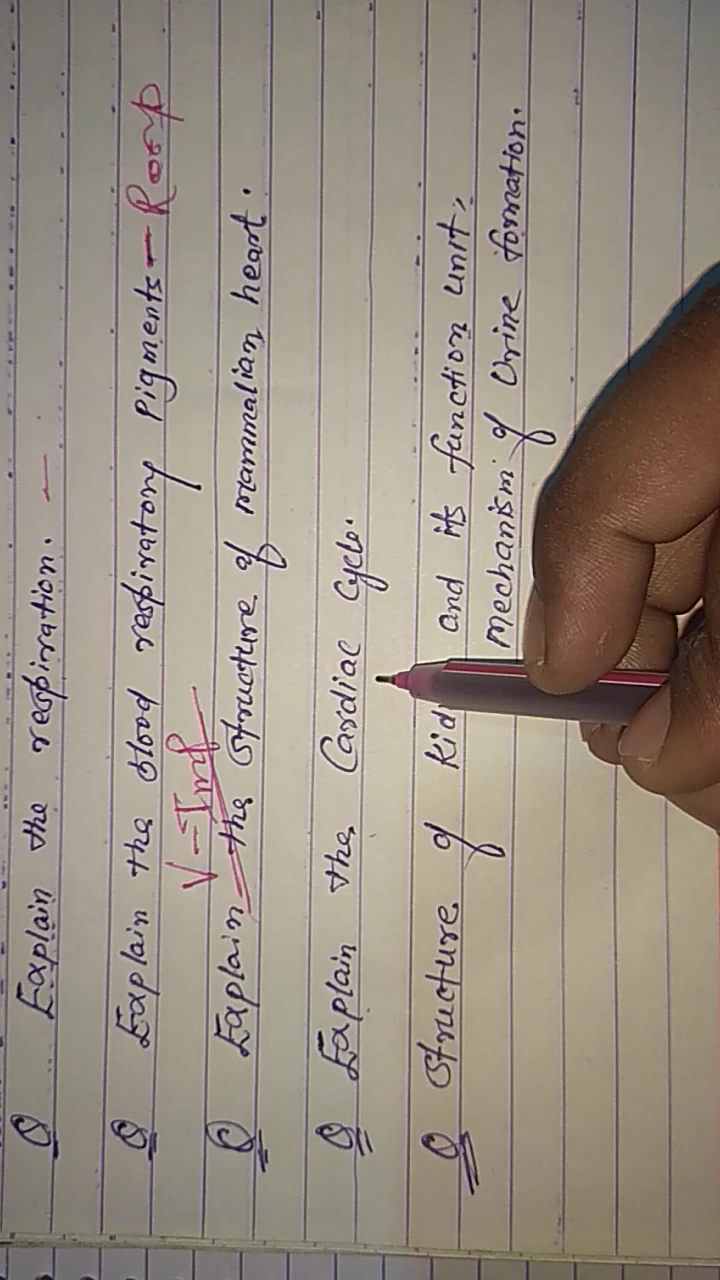 Q Explain the respiration. —
Q Explain the blood respiratory pigments —
V-Imp
Q Explain the structure of mammalian heart.
Q Explain the Cardiac Cycle.
Q Structure of Kid and its function unit,
mechanism of Urine formation.